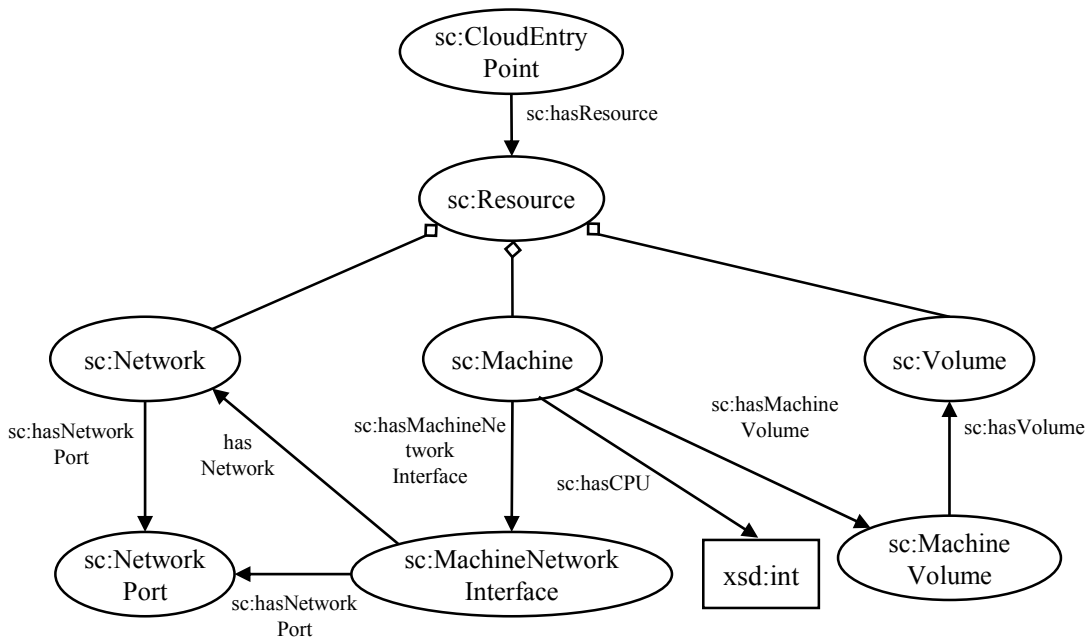 sc:CloudEntry
Point
sc:hasResource
sc:Resource
sc:Network
sc:Machine
sc:Volume
sc:hasNetwork
Port
has
Network
sc:hasMachineNe
twork
Interface
sc:hasCPU
sc:hasMachine
Volume
sc:hasVolume
sc:Network
Port
sc:hasNetwork
Port
sc:MachineNetwork
Interface
xsd:int
sc:Machine
Volume